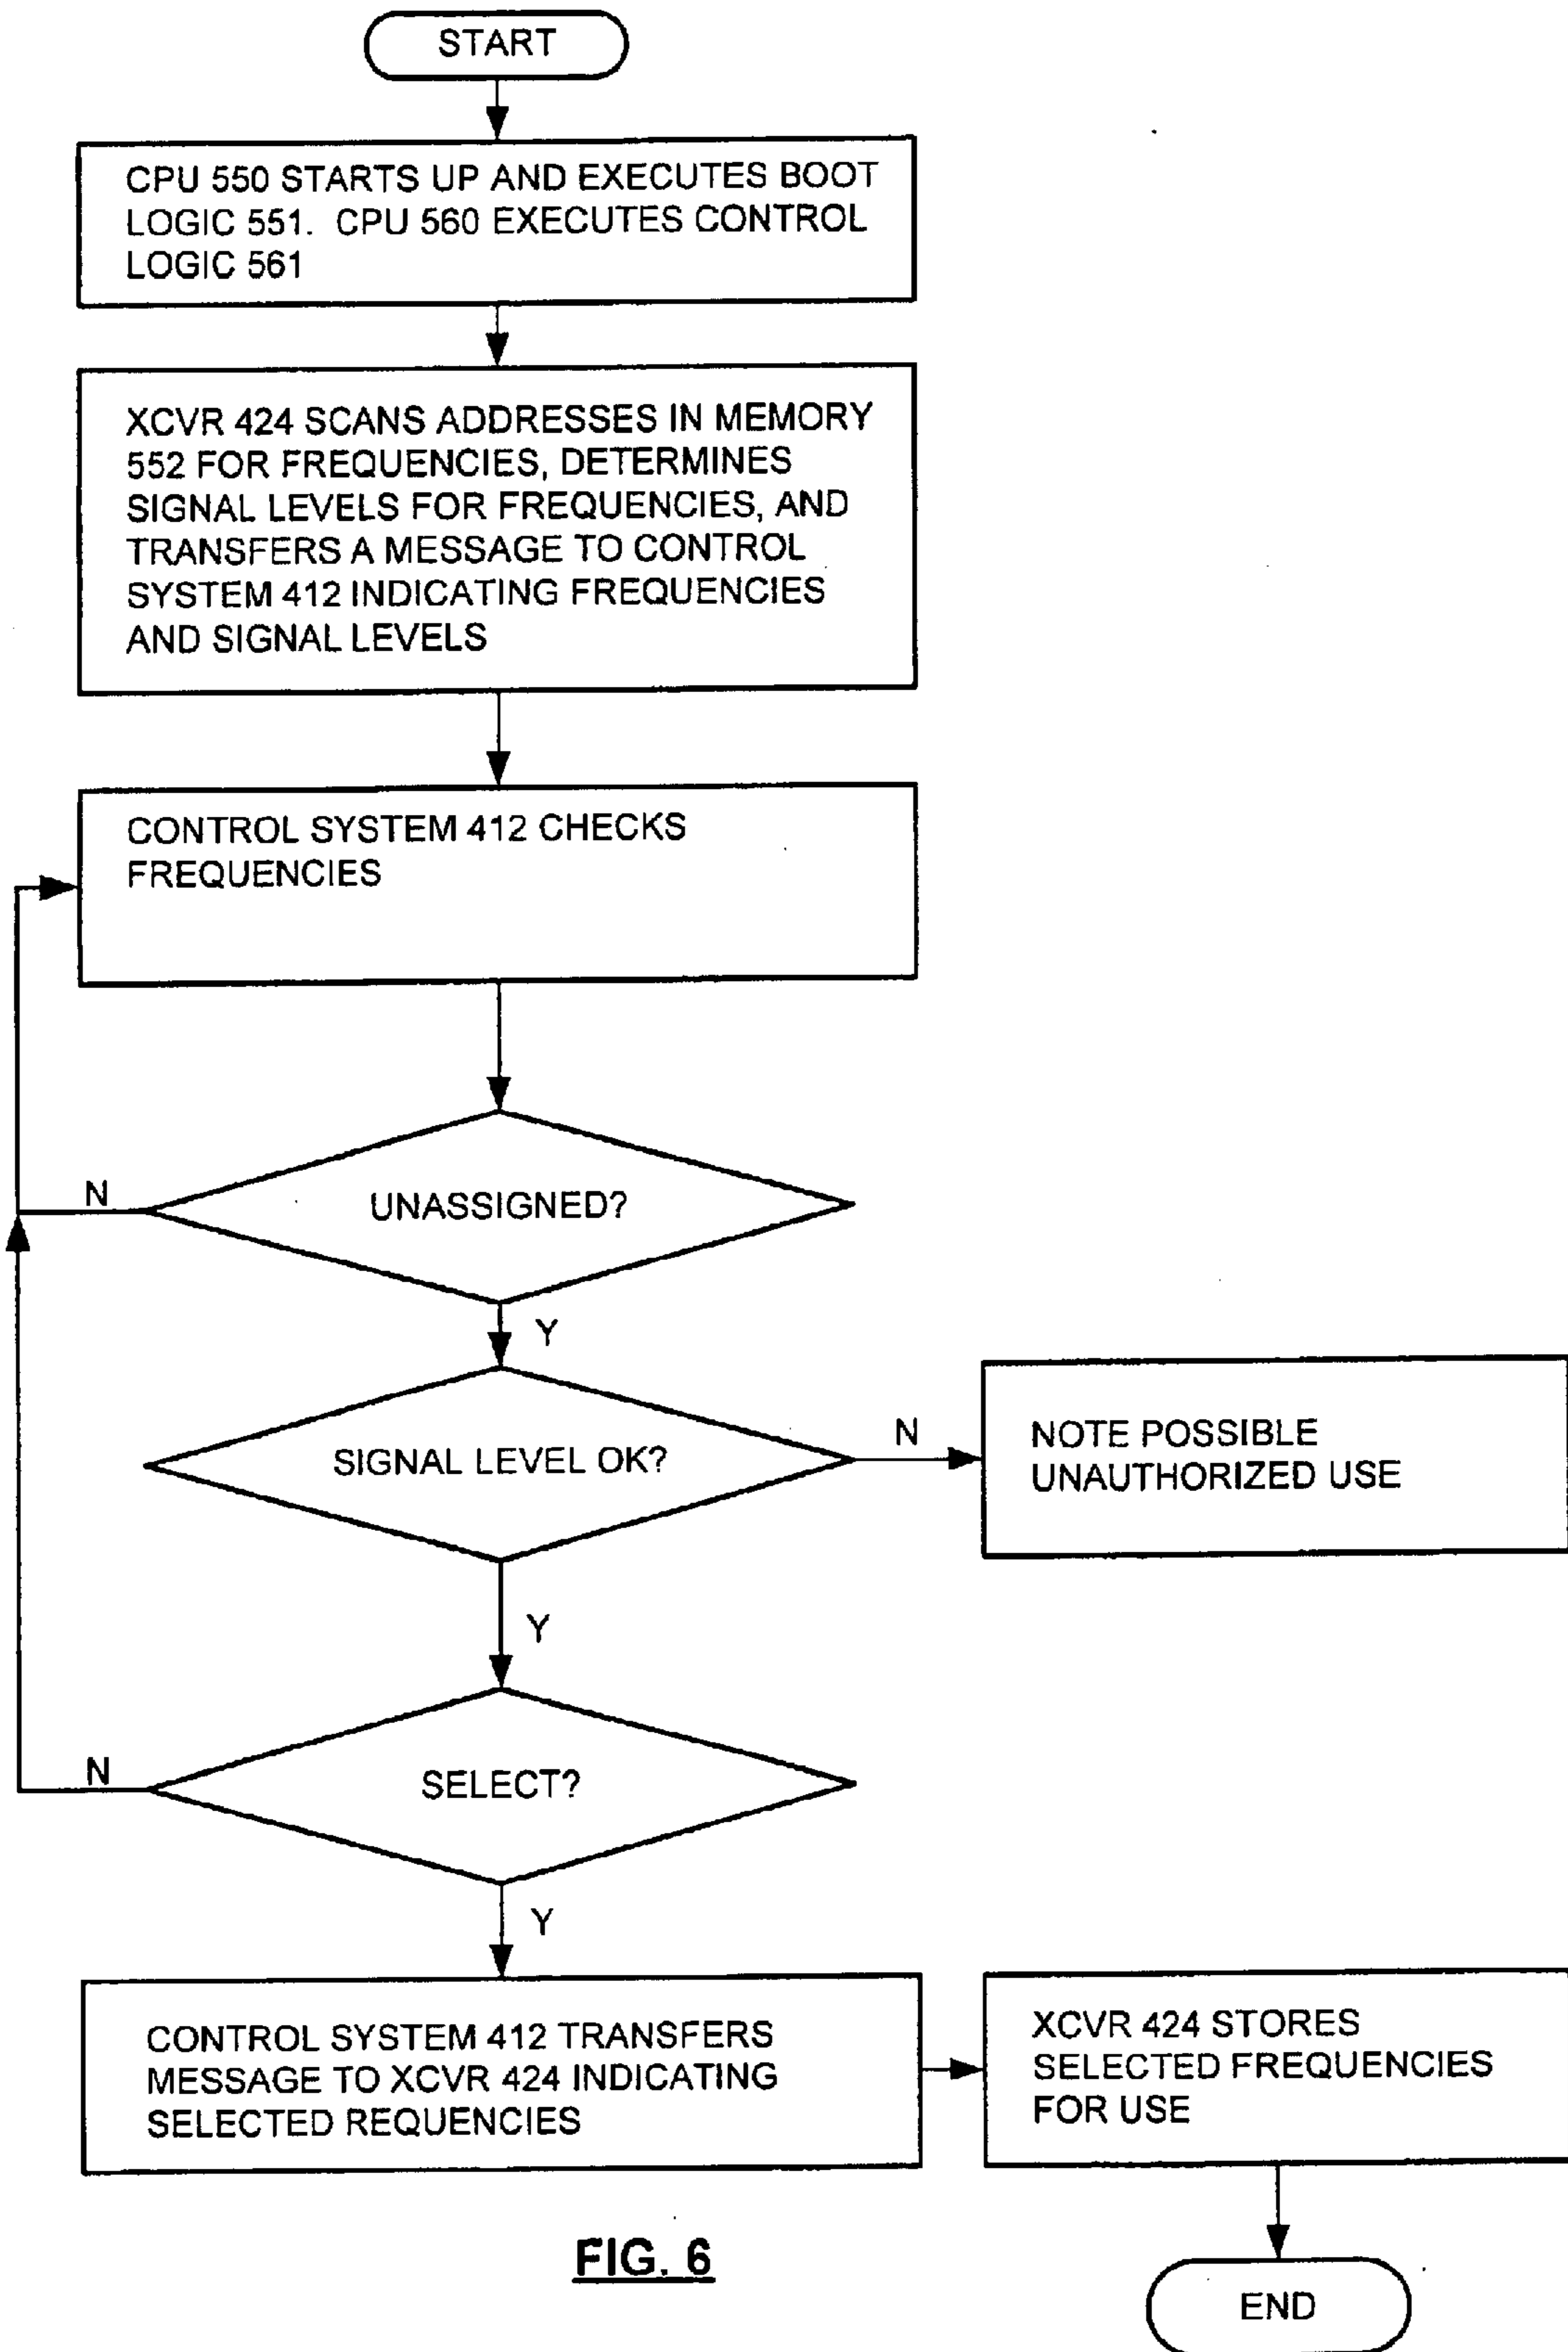 START
CPU 550 STARTS UP AND EXECUTES BOOT
LOGIC 551. CPU 560 EXECUTES CONTROL
LOGIC 561
XCVR 424 SCANS ADDRESSES IN MEMORY
552 FOR FREQUENCIES, DETERMINES
SIGNAL LEVELS FOR FREQUENCIES, AND
TRANSFERS A MESSAGE TO CONTROL
SYSTEM 412 INDICATING FREQUENCIES
AND SIGNAL LEVELS
CONTROL SYSTEM 412 CHECKS
FREQUENCIES
N
UNASSIGNED?
Y
SIGNAL LEVEL OK?
N
NOTE POSSIBLE
UNAUTHORIZED USE
Y
N
SELECT?
Y
CONTROL SYSTEM 412 TRANSFERS
MESSAGE TO XCVR 424 INDICATING
SELECTED REQUENCIES
XCVR 424 STORES
SELECTED FREQUENCIES
FOR USE
FIG. 6
END